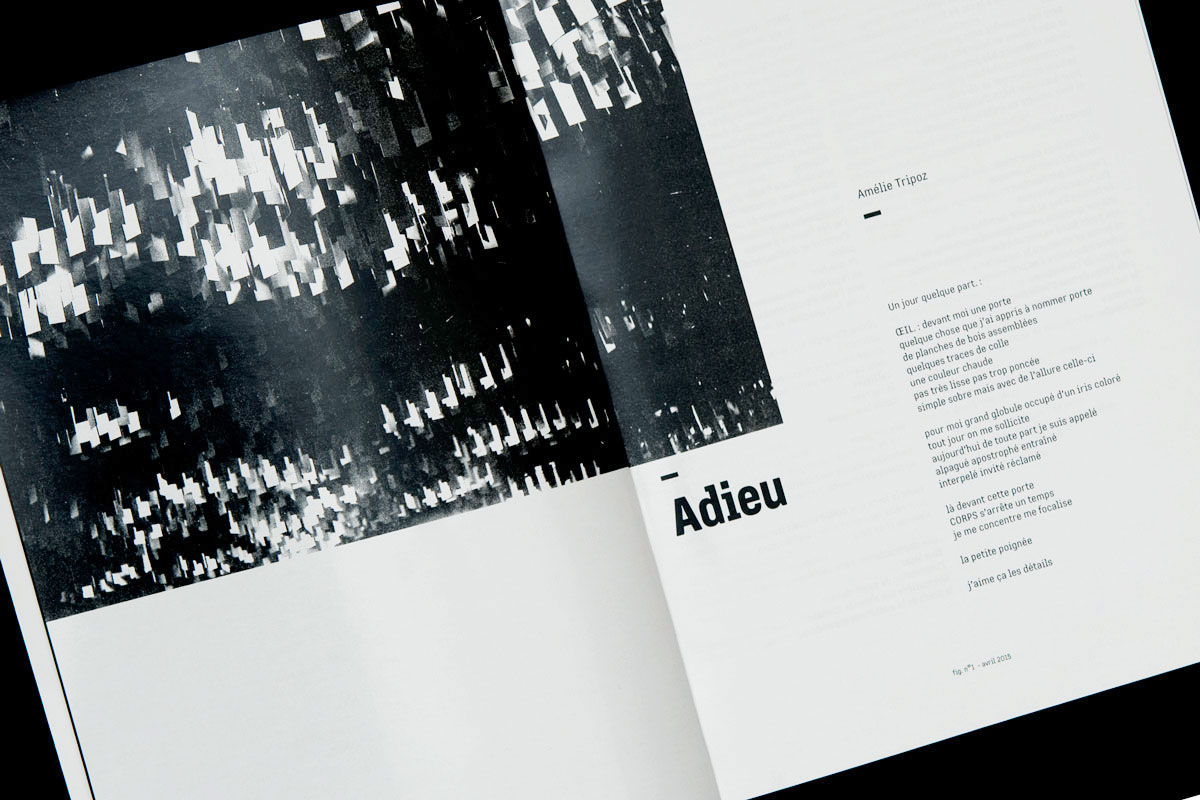 Adieu
Amélie Tripoz
Un jour quelque part. :
ŒIL. : devant moi une porte
quelque chose que j'ai appris à nommer porte
de planches de bois assemblées
quelques traces de colle
une couleur chaude
pas très lisse pas trop poncée
simple sobre mais avec de l'allure celle-ci
pour moi grand globule occupé d'un iris coloré
tout jour on me sollicite
aujourd'hui de toute part je suis appelé
alpagué apostrophé entraîné
interpelé invité réclamé
là devant cette porte
CORPS s'arrête un temps
je me concentre me focalise
la petite poignée
j'aime ça les détails
fig. n°1 - avril 2015